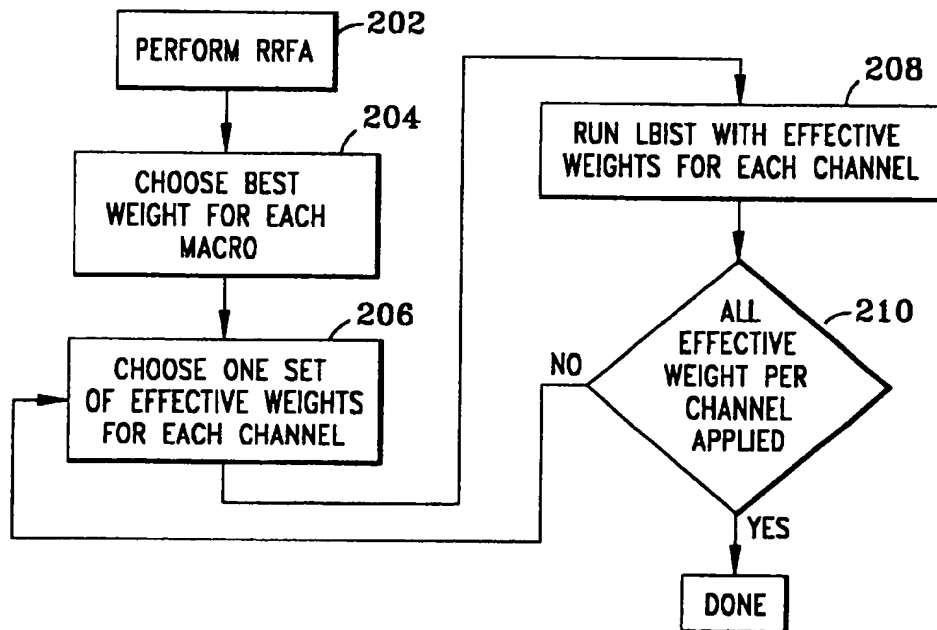 PERFORM RRFA
202
CHOOSE BEST
WEIGHT FOR EACH
MACRO
204
CHOOSE ONE SET
OF EFFECTIVE WEIGHTS
FOR EACH CHANNEL
206
RUN LBIST WITH EFFECTIVE
WEIGHTS FOR EACH CHANNEL
208
ALL
EFFECTIVE
WEIGHT PER
CHANNEL
APPLIED
210
NO
YES
DONE